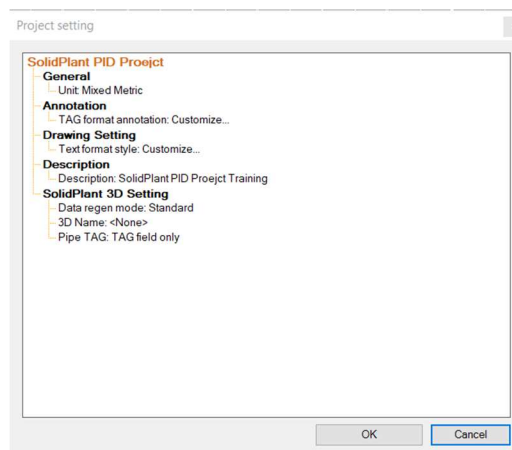 Project setting
SolidPlant PID Proejct
General
Unit: Mixed Metric
Annotation
TAG format annotation: Customize...
Drawing Setting
Text format style: Customize...
Description
Description: SolidPlant PID Proejct Training
SolidPlant 3D Setting
Data regen mode: Standard
3D Name: <None>
Pipe TAG: TAG field only
OK Cancel